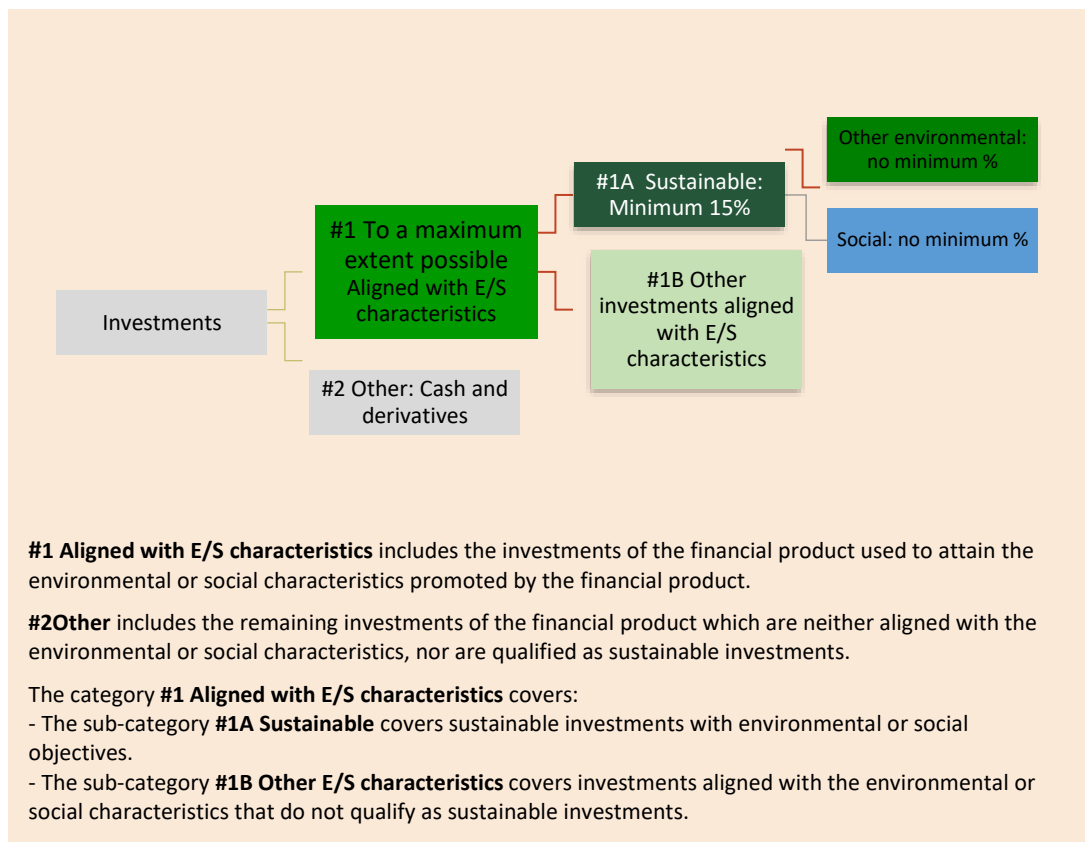 Other environmental:
no minimum %
#1A  Sustainable:
Minimum 15%
#1 To a maximum
extent possible
Aligned with E/S
characteristics
Social: no minimum %
#1B Other
investments aligned
with E/S
characteristics
Investments
#2 Other: Cash and
derivatives
#1 Aligned with E/S characteristics includes the investments of the financial product used to attain the
environmental or social characteristics promoted by the financial product.
#2Other includes the remaining investments of the financial product which are neither aligned with the
environmental or social characteristics, nor are qualified as sustainable investments.
The category #1 Aligned with E/S characteristics covers:
- The sub-category #1A Sustainable covers sustainable investments with environmental or social
objectives.
- The sub-category #1B Other E/S characteristics covers investments aligned with the environmental or
social characteristics that do not qualify as sustainable investments.